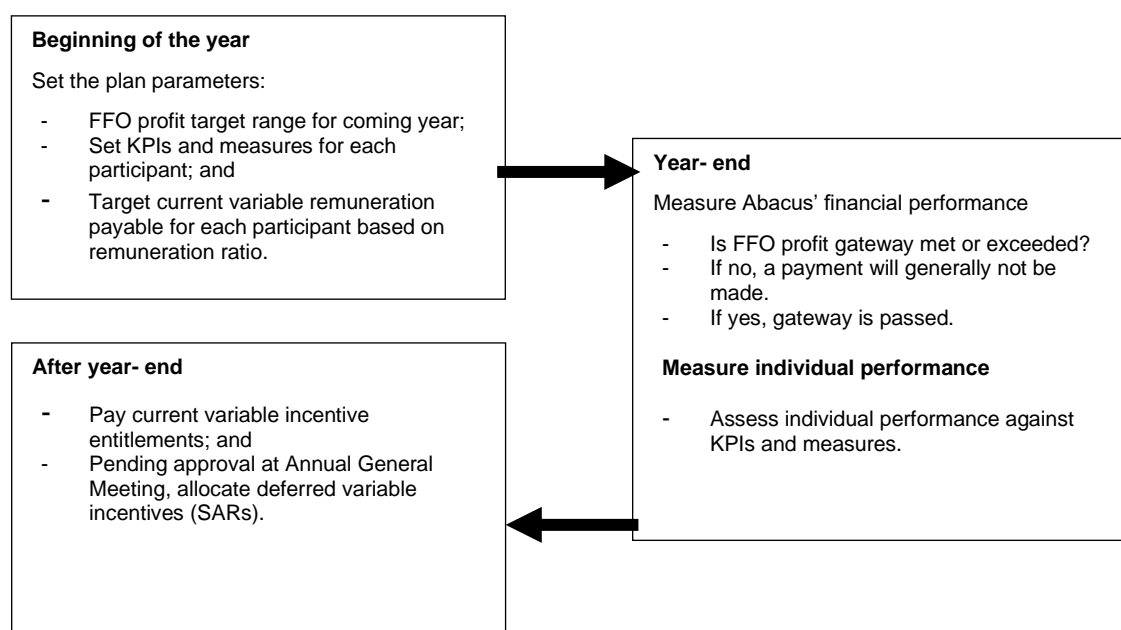 Beginning of the year
Set the plan parameters:
- FFO profit target range for coming year;
- Set KPIs and measures for each
participant; and
- Target current variable remuneration
payable for each participant based on
remuneration ratio.
Year- end
Measure Abacus' financial performance
- Is FFO profit gateway met or exceeded?
- If no, a payment will generally not be
made.
- If yes, gateway is passed.
Measure individual performance
- Assess individual performance against
KPIs and measures.
After year- end
- Pay current variable incentive
entitlements; and
- Pending approval at Annual General
Meeting, allocate deferred variable
incentives (SARs).